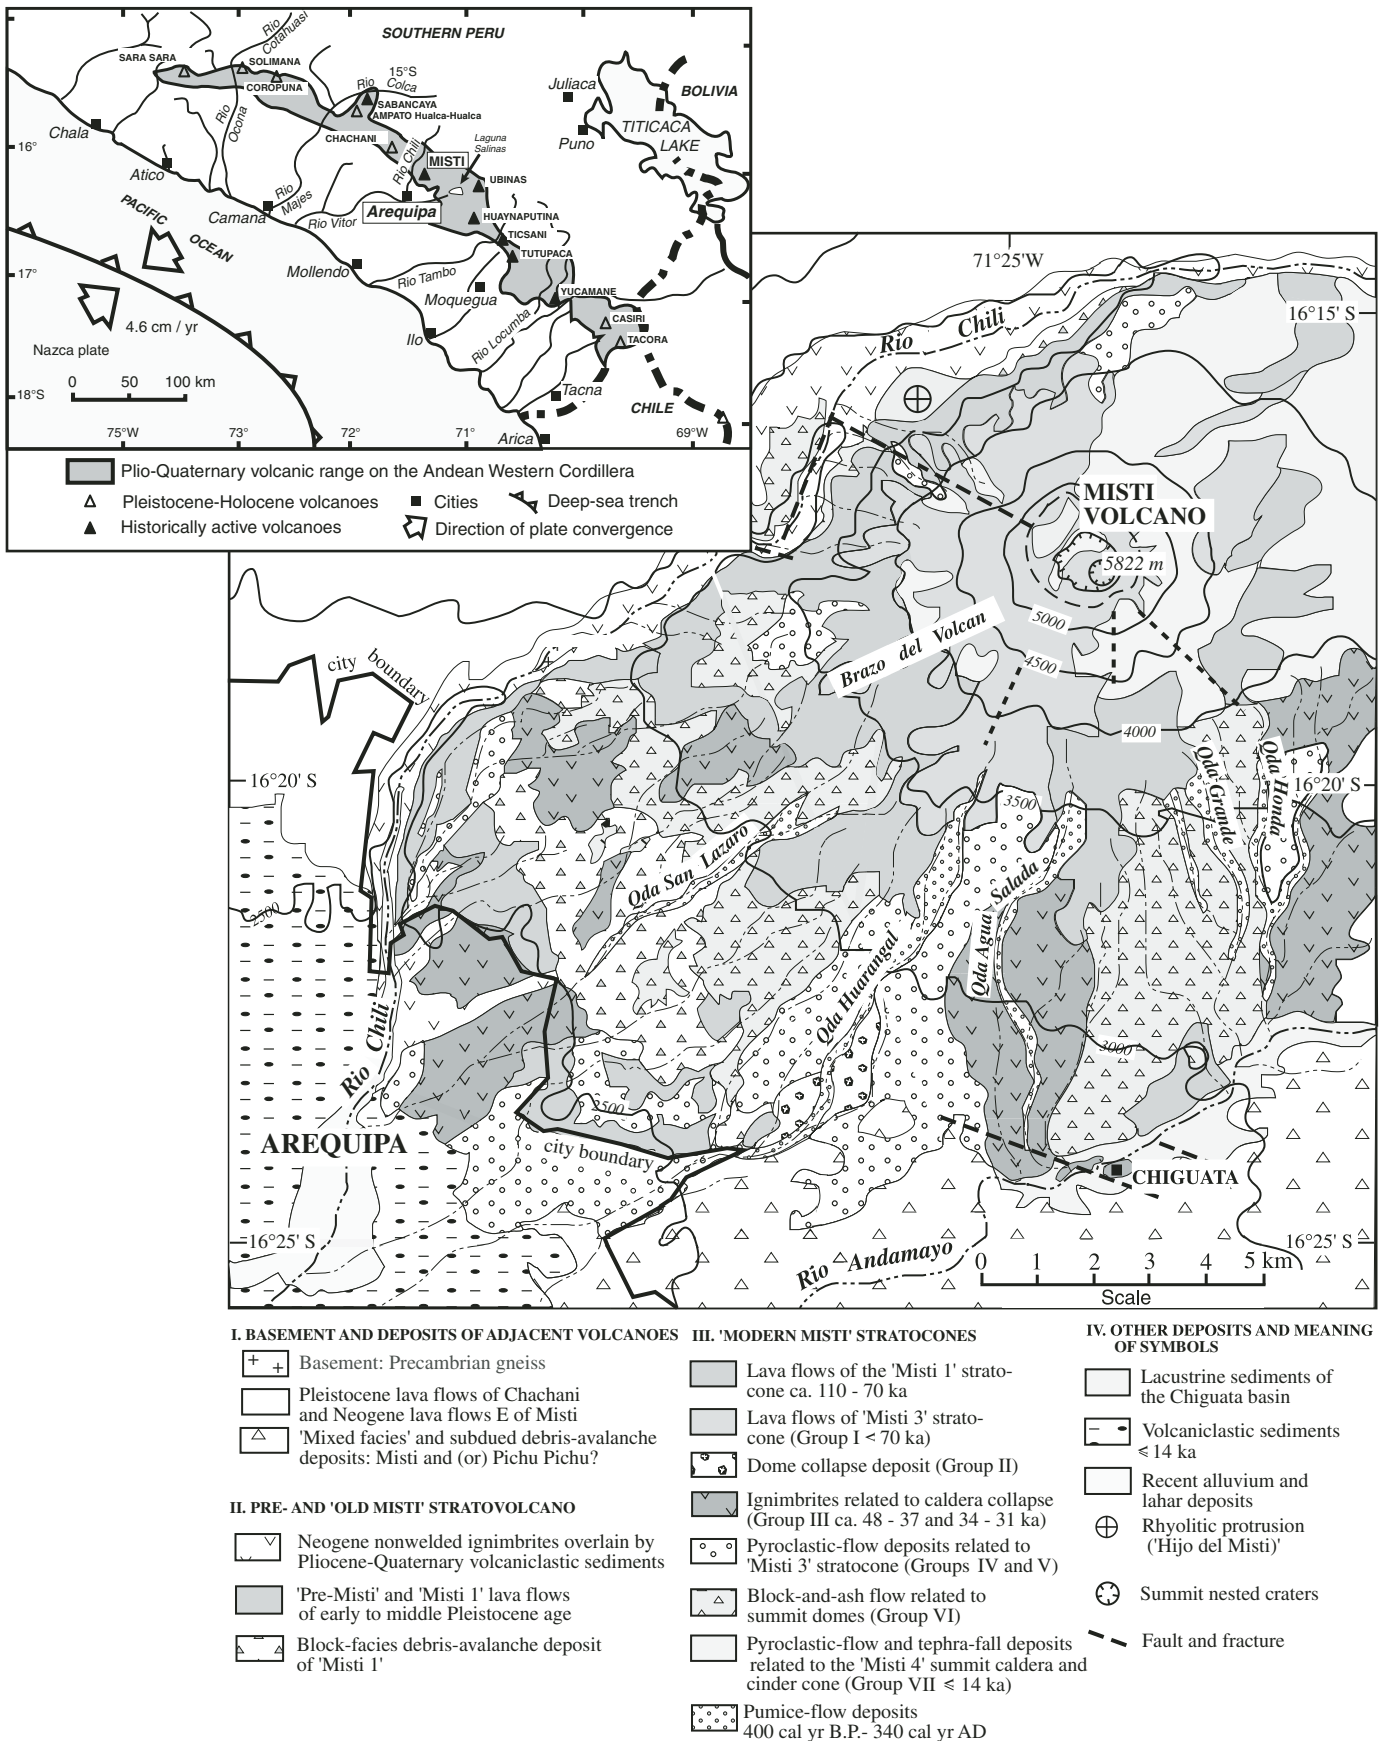 SOUTHERN PERU
Rio
Cotahuasi
SARA SARA
SOLIMANA
COROPUNA
15°S
Rio
Colca
SABANCAYA
AMPATO Hualca-Hualca
Juliaca
BOLIVIA
Rio
Ocona
Chala
TITICACA
LAKE
Puno
CHACHANI
Rio Chili
Laguna
Salinas
16°
MISTI
Atico
UBINAS
Rio
Majes
PACIFIC
OCEAN
Camana
Rio Vitor
Arequipa
HUAYNAPUTINA
TICSANI
TUTUPACA
Mollendo
17°
Rio Tambo
Moquegua
YUCAMANE
4.6 cm / yr
CASIRI
Ilo
Rio Locumba
TACORA
Nazca plate
0 50 100 km
18°S
Tacna
CHILE
75°W 73° 72° 71° 69°W
Arica
Plio-Quaternary volcanic range on the Andean Western Cordillera
Pleistocene-Holocene volcanoes
Cities
Deep-sea trench
Historically active volcanoes
Direction of plate convergence
71°25'W
16°15' S
Rio Chili
MISTI
VOLCANO
5822 m
5000
4500
Brazo del Volcan
city boundary
4000
16°20' S
3500
16°20' S
Qda Grande
Qda Honda
Qda San Lazaro
Qda Agua Salada
3500
Qda Huarangal
Rio Chili
3000
2500
AREQUIPA
city boundary
CHIGUATA
16°25' S
Rio Andamayo
16°25' S
0 1 2 3 4 5 km
Scale
I. BASEMENT AND DEPOSITS OF ADJACENT VOLCANOES
Basement: Precambrian gneiss
Pleistocene lava flows of Chachani
and Neogene lava flows E of Misti
'Mixed facies' and subdued debris-avalanche
deposits: Misti and (or) Pichu Pichu?
II. PRE- AND 'OLD MISTI' STRATOVOLCANO
Neogene nonwelded ignimbrites overlain by
Pliocene-Quaternary volcaniclastic sediments
'Pre-Misti' and 'Misti 1' lava flows
of early to middle Pleistocene age
Block-facies debris-avalanche deposit
of 'Misti 1'
III. 'MODERN MISTI' STRATOCONES
Lava flows of the 'Misti 1' strato-
cone ca. 110 - 70 ka
Lava flows of 'Misti 3' strato-
cone (Group I < 70 ka)
Dome collapse deposit (Group II)
Ignimbrites related to caldera collapse
(Group III ca. 48 - 37 and 34 - 31 ka)
Pyroclastic-flow deposits related to
'Misti 3' stratocone (Groups IV and V)
Block-and-ash flow related to
summit domes (Group VI)
Pyroclastic-flow and tephra-fall deposits
related to the 'Misti 4' summit caldera and
cinder cone (Group VII ⩽ 14 ka)
Pumice-flow deposits
400 cal yr B.P.- 340 cal yr AD
IV. OTHER DEPOSITS AND MEANING
OF SYMBOLS
Lacustrine sediments of
the Chiguata basin
Volcaniclastic sediments
⩽ 14 ka
Recent alluvium and
lahar deposits
Rhyolitic protrusion
('Hijo del Misti)'
Summit nested craters
Fault and fracture